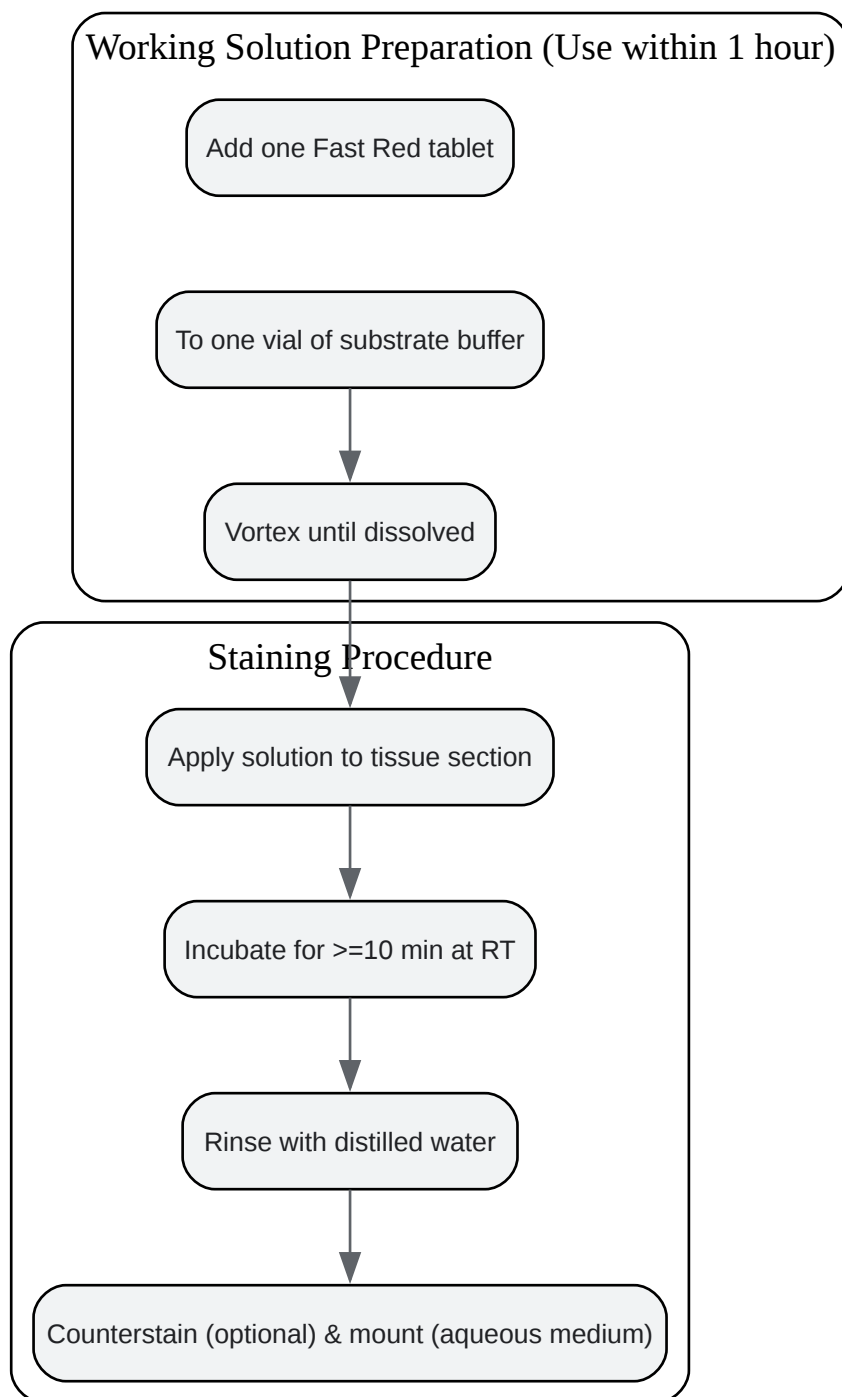 Working Solution Preparation (Use within 1 hour)
Add one Fast Red tablet
To one vial of substrate buffer
Vortex until dissolved
Staining Procedure
Apply solution to tissue section
Incubate for >=10 min at RT
Rinse with distilled water
Counterstain (optional) & mount (aqueous medium)